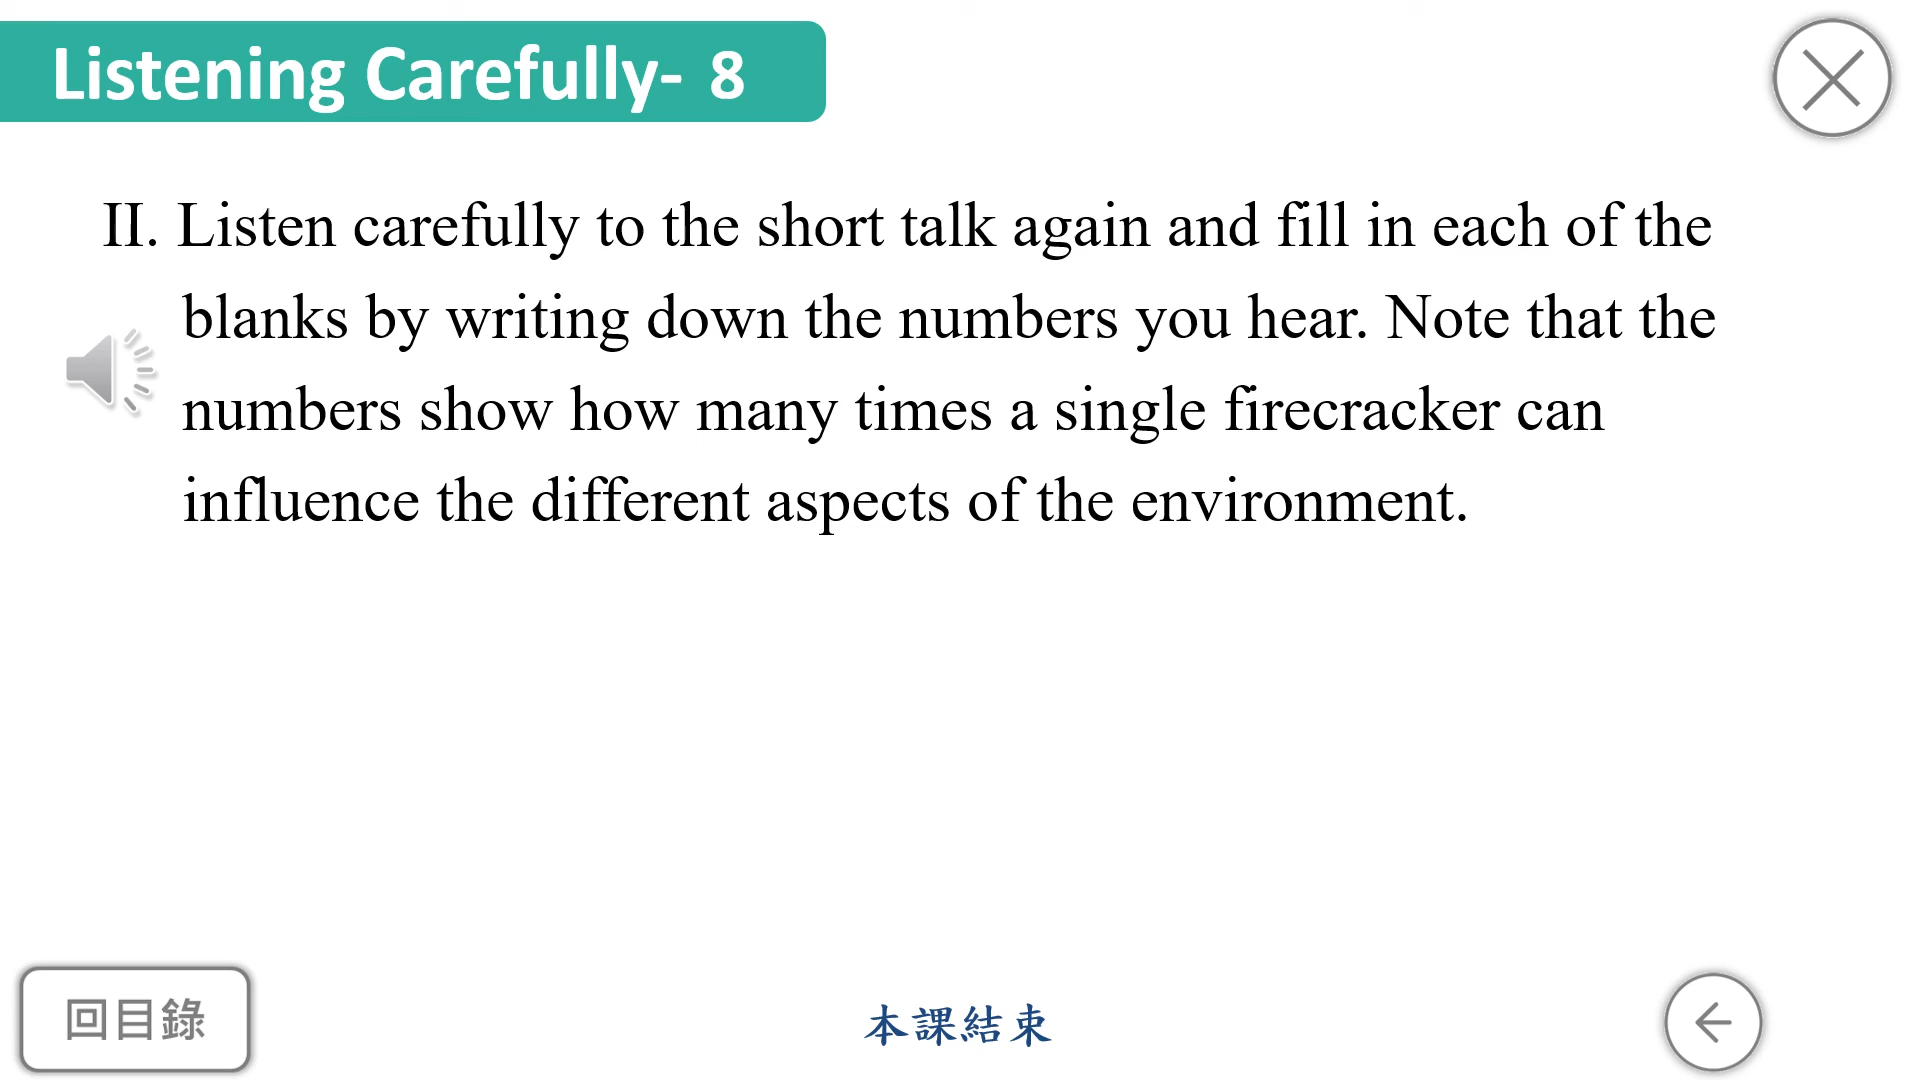 Listening Carefully- 8
II. Listen carefully to the short talk again and fill in each of the
blanks by writing down the numbers you hear. Note that the
numbers show how many times a single firecracker can
influence the different aspects of the environment.
回目錄
本課結束